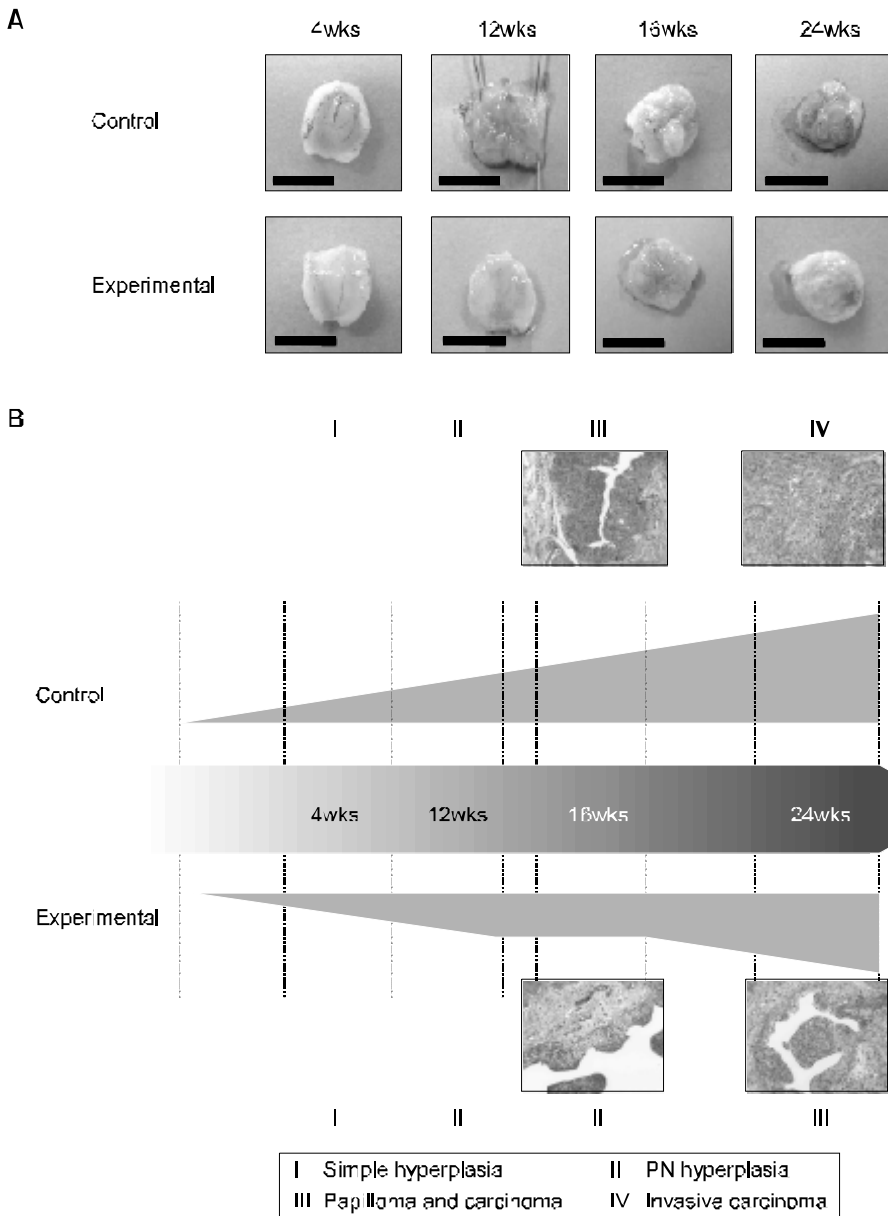 A
4wks 12wks 16wks 24wks
Control
Experimental
B
I II III IV
Control
4wks 12wks 16wks 24wks
Experimental
I II II III
I Simple hyperplasia II PN hyperplasia
III Papilloma and carcinoma IV Invasive carcinoma